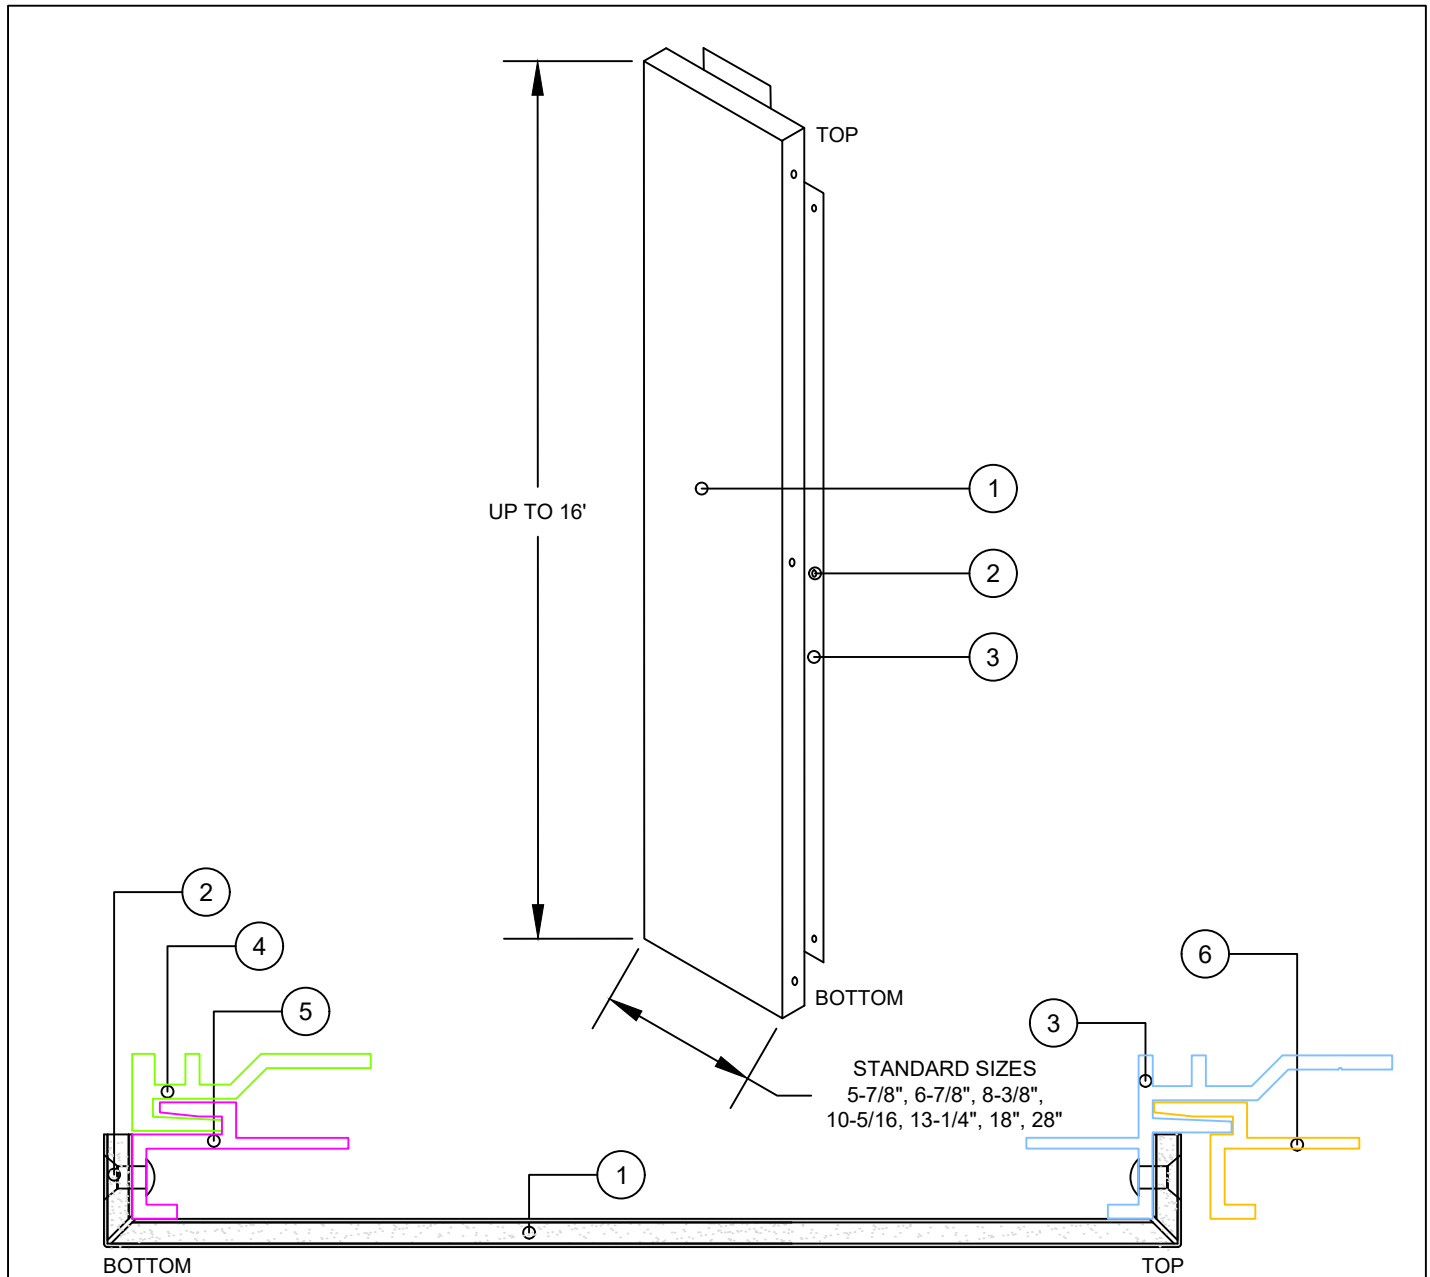 TOP
1
UP TO 16'
2
3
2
4
6
BOTTOM
5
3
STANDARD SIZES
5-7/8", 6-7/8", 8-3/8",
10-5/16, 13-1/4", 18", 28"
1
BOTTOM
TOP